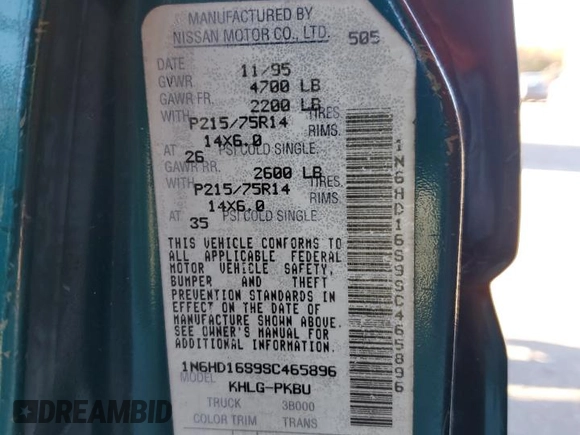 MANUFACTURED BY
NISSAN MOTOR CO., LTD. 505
DATE 11/95
GVWR 4700 LB
GAWR FR. 2200 LB
WITH P215/75R14 TIRES
14X6.0 RIMS
AT 26 PSI COLD SINGLE
GAWR RR. 2600 LB
WITH P215/75R14 TIRES
14X6.0 RIMS
AT 35 PSI COLD SINGLE
THIS VEHICLE CONFORMS TO
ALL APPLICABLE FEDERAL
MOTOR VEHICLE SAFETY,
BUMPER AND THEFT
PREVENTION STANDARDS IN
EFFECT ON THE DATE OF
MANUFACTURE SHOWN ABOVE.
SEE OWNER'S MANUAL FOR
ADDITIONAL INFORMATION.
1N6HD16S9SC465896
MODEL KHLG-PKBU
TRUCK 3B000
COLOR TRIM TRANS
1N6HD16S9SC465896
DREAMBID